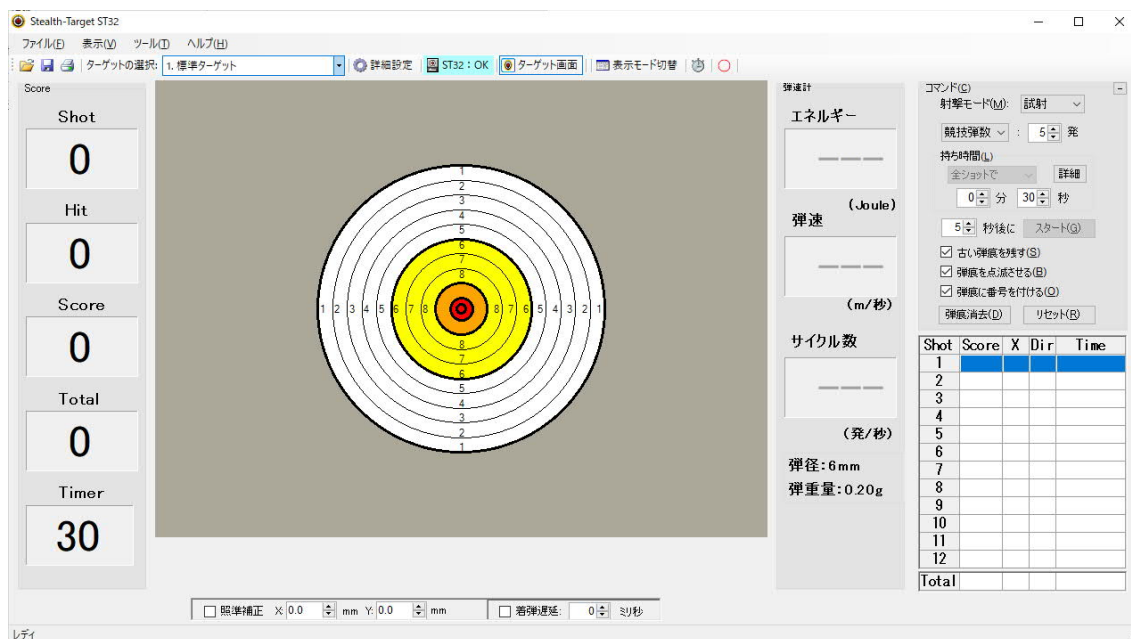 Stealth-Target ST32
ファイル(F) 表示(V) ツール(T) ヘルプ(H)
ターゲットの選択: 1. 標準ターゲット 詳細設定 ST32：OK ターゲット画面 表示モード切替
Score
Shot
0
Hit
0
Score
0
Total
0
Timer
30
1
2
3
4
5
6
7
8
1 2 3 4 5 6 7 8 8 7 6 5 4 3 2 1
8
7
6
5
4
3
2
1
照準補正 X: 0.0 mm Y: 0.0 mm 着弾遅延: 0 ミリ秒
弾速計
エネルギー
---
(Joule)
弾速
---
(m/秒)
サイクル数
---
(発/秒)
弾径:6mm
弾重量:0.20g
コマンド(C)
射撃モード(M): 試射
競技弾数 : 5 発
持ち時間(L)
全ショットで 詳細
0 分 30 秒
5 秒後に スタート(G)
古い弾痕を残す(S)
弾痕を点滅させる(B)
弾痕に番号を付ける(O)
弾痕消去(D) リセット(R)
Shot Score X Dir Time
1
2
3
4
5
6
7
8
9
10
11
12
Total
レディ